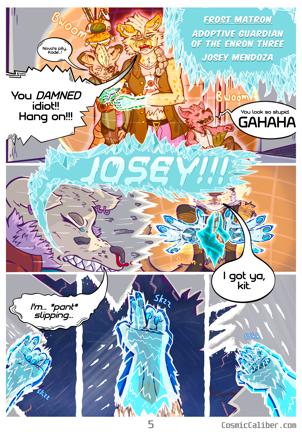 BWOOM
Now's pity,
Kade!
FROST MATRON
ADOPTIVE GUARDIAN
OF THE ENRON THREE
JOSEY MENDOZA
You DAMNED
idiot!!
Hang on!!!
BWOOM
You look so stupid.
GAHAHA
JOSEY!!!
I got ya,
kit.
I'm... *pant*
slipping...
SKZZ
5
CosmicCaliber.com